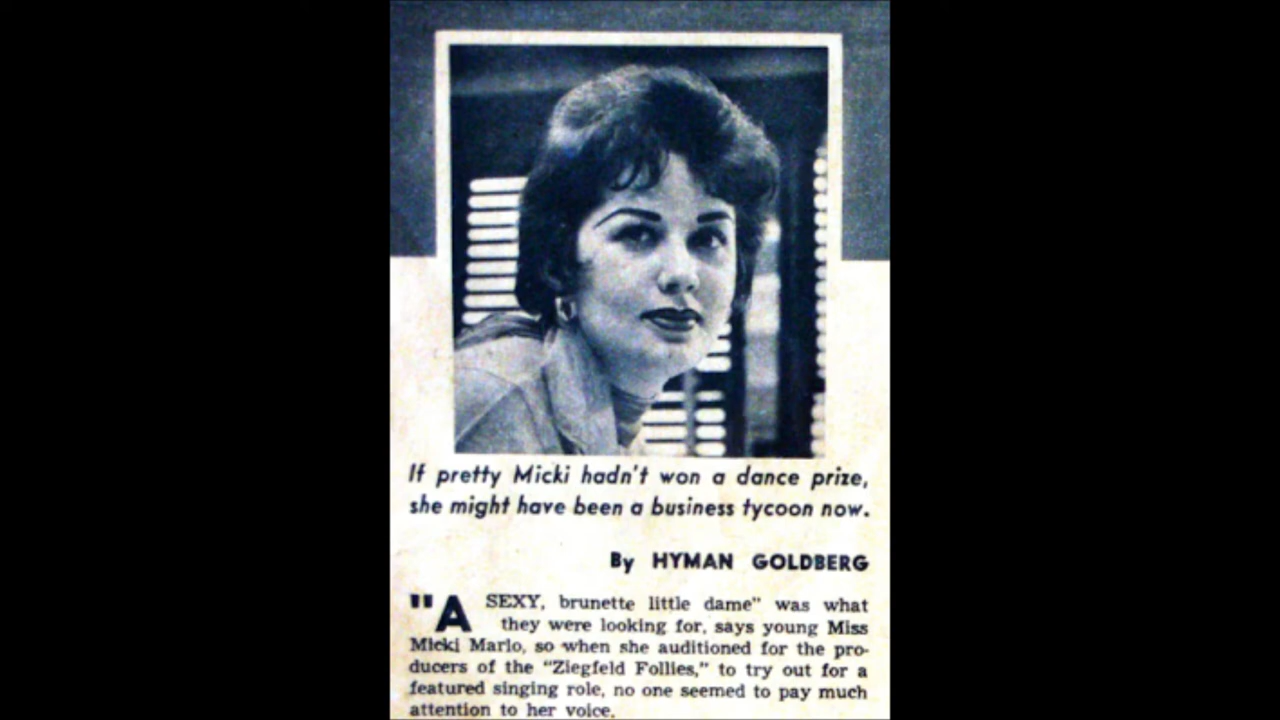 If pretty Micki hadn't won a dance prize,
she might have been a business tycoon now.
By HYMAN GOLDBERG
"A SEXY, brunette little dame" was what
they were looking for, says young Miss
Micki Marlo, so when she auditioned for the pro-
ducers of the "Ziegfeld Follies," to try out for a
featured singing role, no one seemed to pay much
attention to her voice.